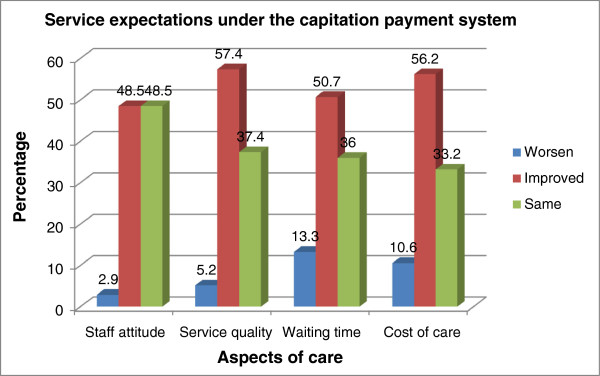 Service expectations under the capitation payment system
60
50
40
30
20
10
0
Percentage
2.9
48.5
48.5
5.2
57.4
37.4
13.3
50.7
36
10.6
56.2
33.2
Worsen
Improved
Same
Staff attitude
Service quality
Waiting time
Cost of care
Aspects of care